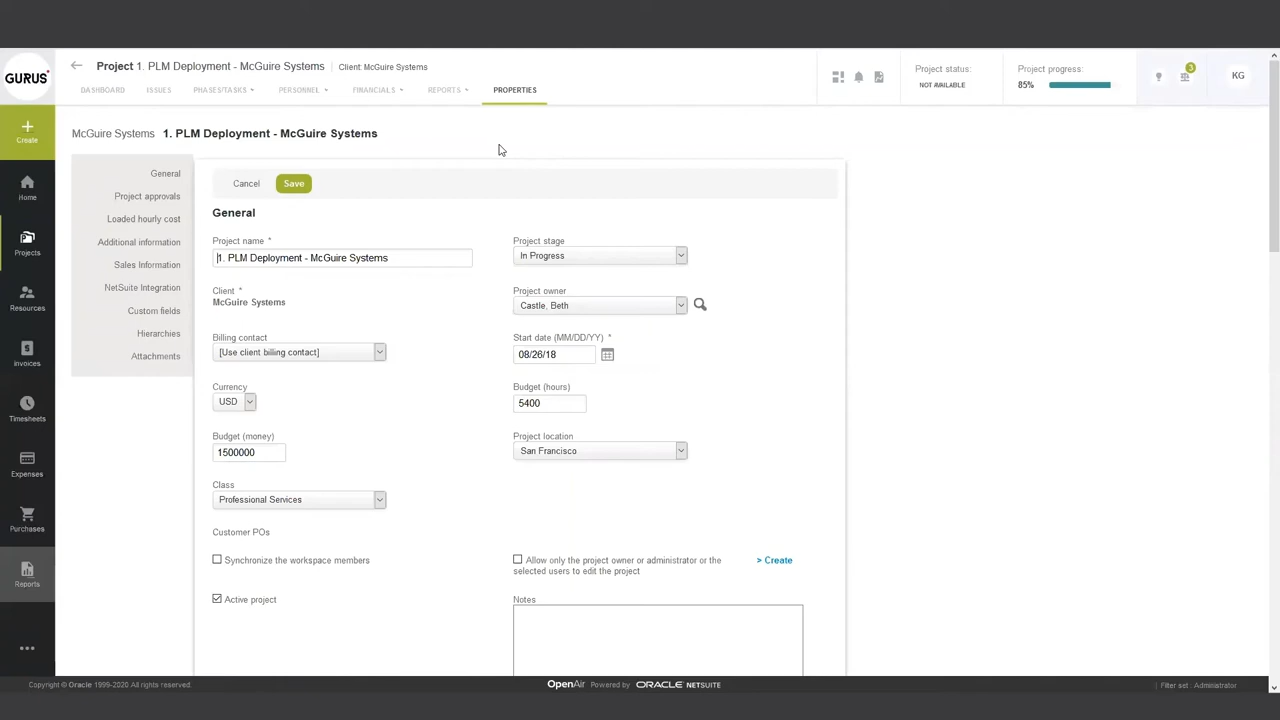 GURUS
Project 1. PLM Deployment - McGuire Systems
Client: McGuire Systems
DASHBOARD ISSUES PHASES/TASKS PERSONNEL FINANCIALS REPORTS PROPERTIES
Project status:
NOT AVAILABLE
Project progress:
85%
3
KG
Create
Home
Projects
Resources
Invoices
Timesheets
Expenses
Purchases
Reports
McGuire Systems 1. PLM Deployment - McGuire Systems
General
Project approvals
Loaded hourly cost
Additional information
Sales Information
NetSuite Integration
Custom fields
Hierarchies
Attachments
Cancel Save
General
Project name *
1. PLM Deployment - McGuire Systems
Project stage
In Progress
Client *
McGuire Systems
Project owner
Castle, Beth
Billing contact
[Use client billing contact]
Start date (MM/DD/YY) *
08/26/18
Currency
USD
Budget (hours)
5400
Budget (money)
1500000
Project location
San Francisco
Class
Professional Services
Customer POs
Synchronize the workspace members
Allow only the project owner or administrator or the
selected users to edit the project
> Create
Active project
Notes
Copyright © Oracle 1999-2020 All rights reserved.
OpenAir Powered by ORACLE NETSUITE
Filter set : Administrator